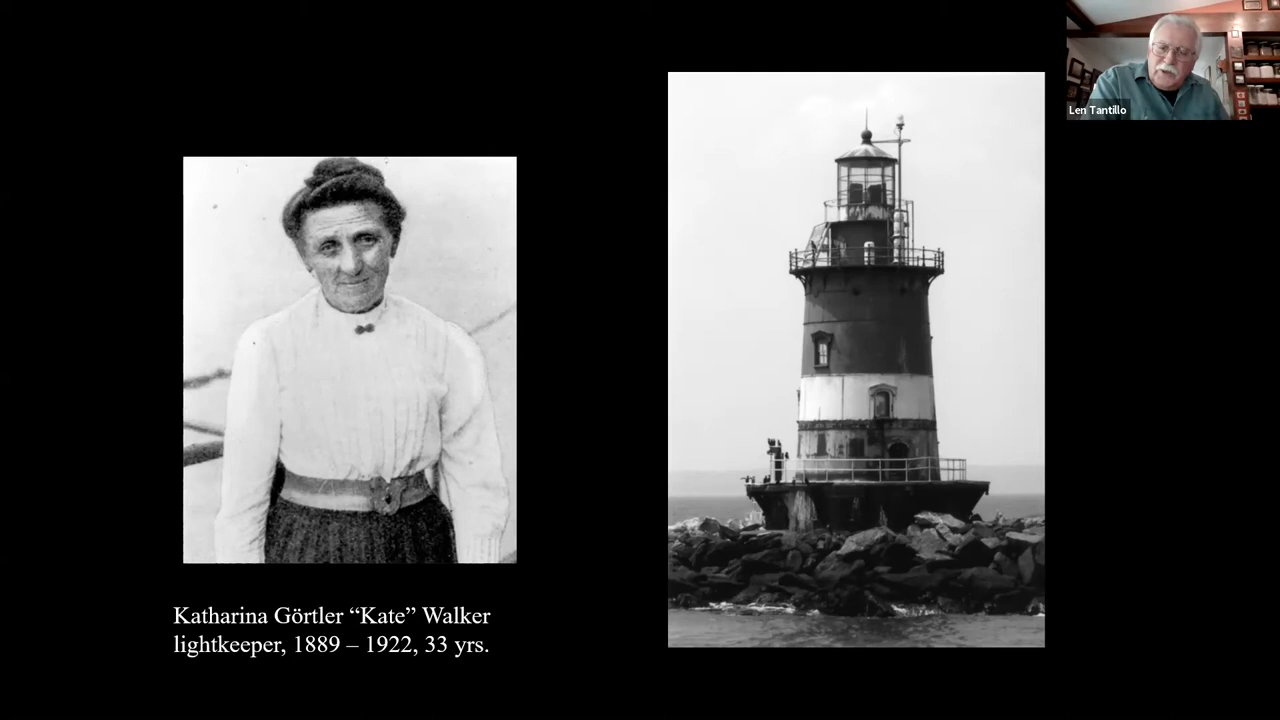 Len Tantillo
Katharina Görtler “Kate” Walker
lightkeeper, 1889 – 1922, 33 yrs.